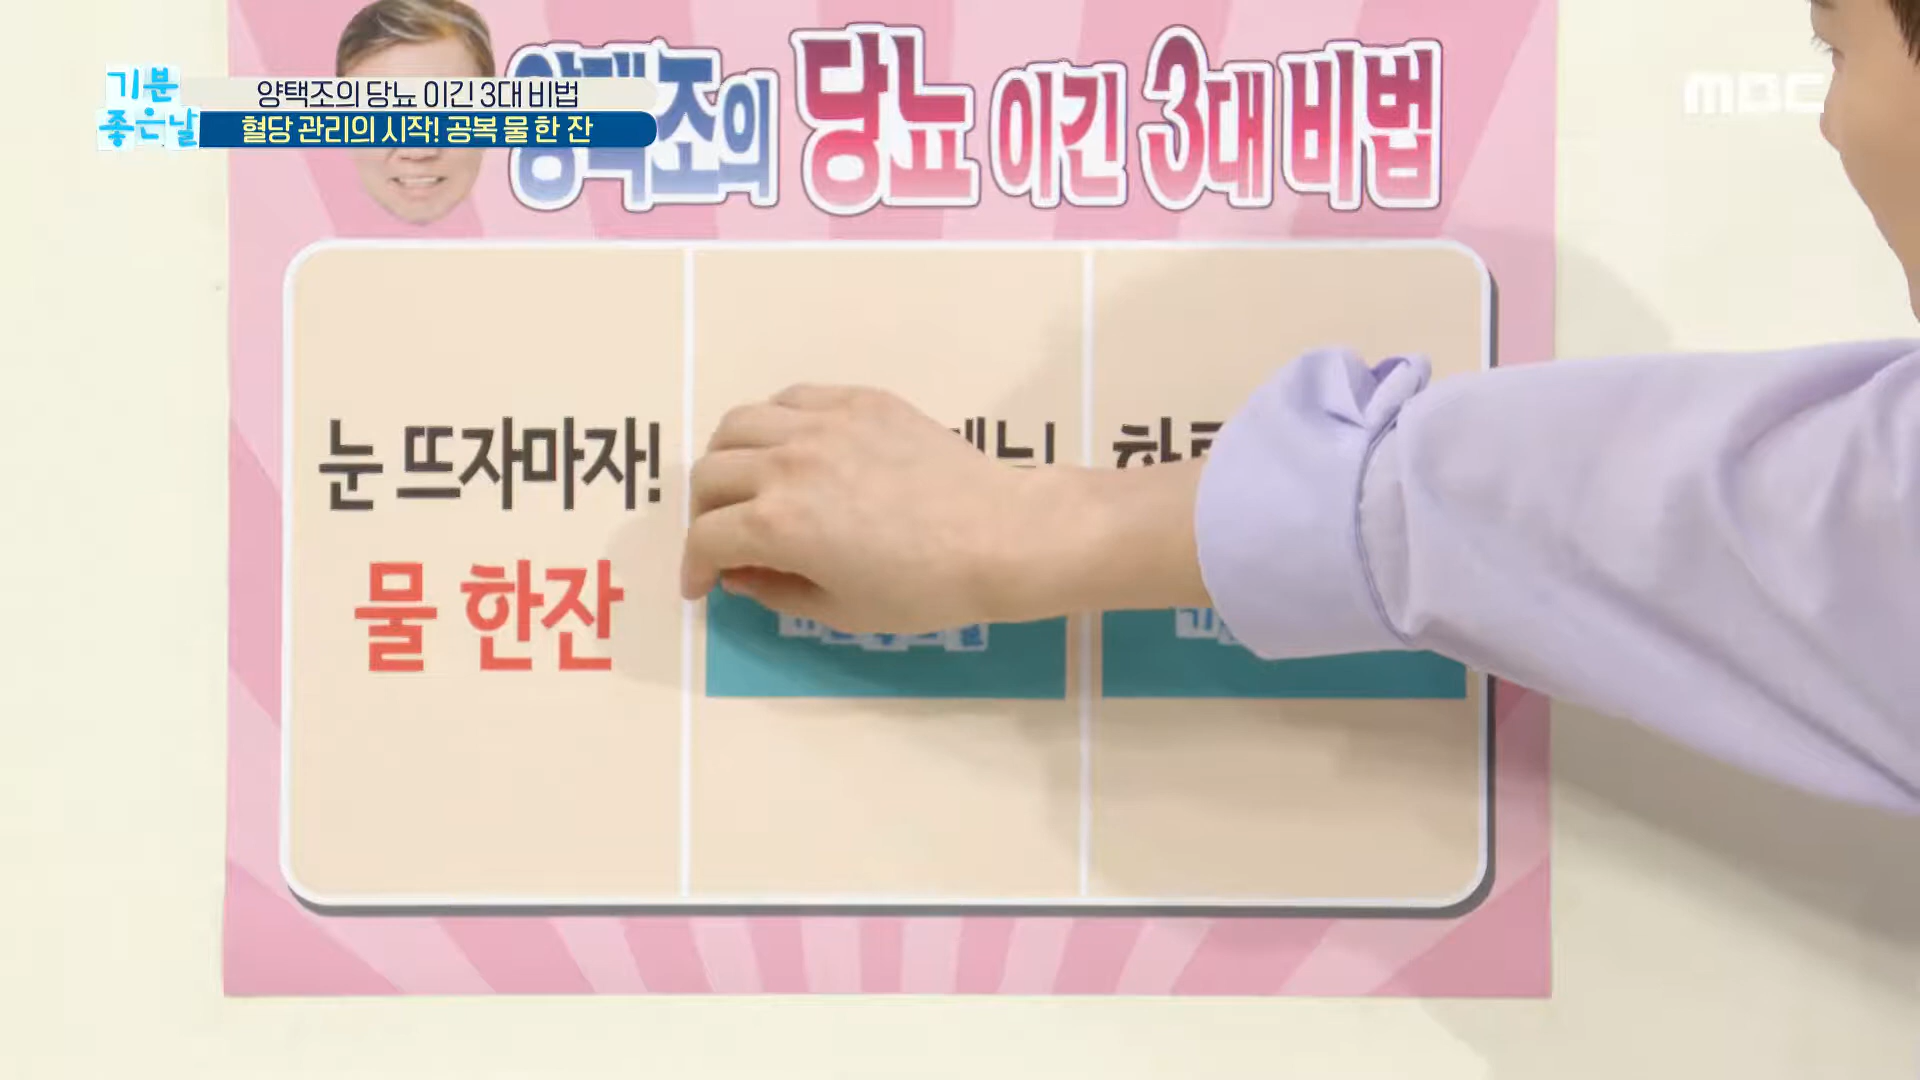 기분
좋은날
양택조의 당뇨 이긴 3대 비법
혈당 관리의 시작! 공복 물 한 잔
MBC
양택조의 당뇨 이긴 3대 비법
눈 뜨자마자!
물 한잔